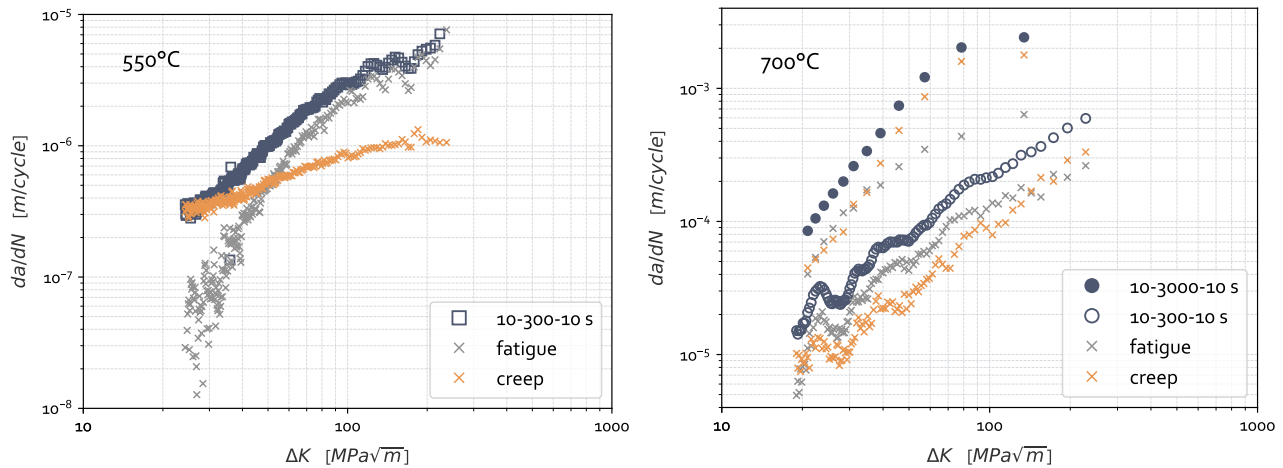 550°C
da/dN [m/cycle]
10⁻⁵
10⁻⁶
10⁻⁷
10⁻⁸
10-300-10 s
fatigue
creep
10
100
1000
ΔK [MPa√m]
700°C
da/dN [m/cycle]
10⁻³
10⁻⁴
10⁻⁵
10-3000-10 s
10-300-10 s
fatigue
creep
10
100
1000
ΔK [MPa√m]